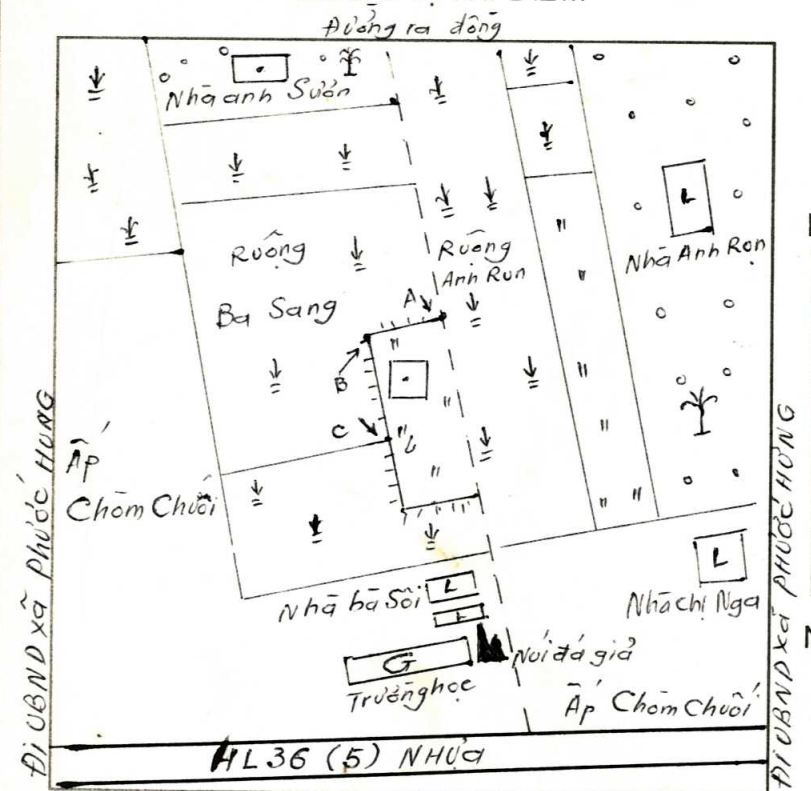 Đường ra đồng
Nhà anh Sườn
Ruộng
Ba Sang
Ruộng
Anh Rọn
Nhà Anh Rọn
L
A
B
C
Ấp
Chòm Chuối
Nhà bà Sôi
L
L
Nhà chị Nga
L
Núi đá giả
G
Trường học
Ấp Chòm Chuối
HL36 (5) NHỰA
Đi UBND xã PHƯỚC HƯNG
Đi UBND xã PHƯỚC HƯNG